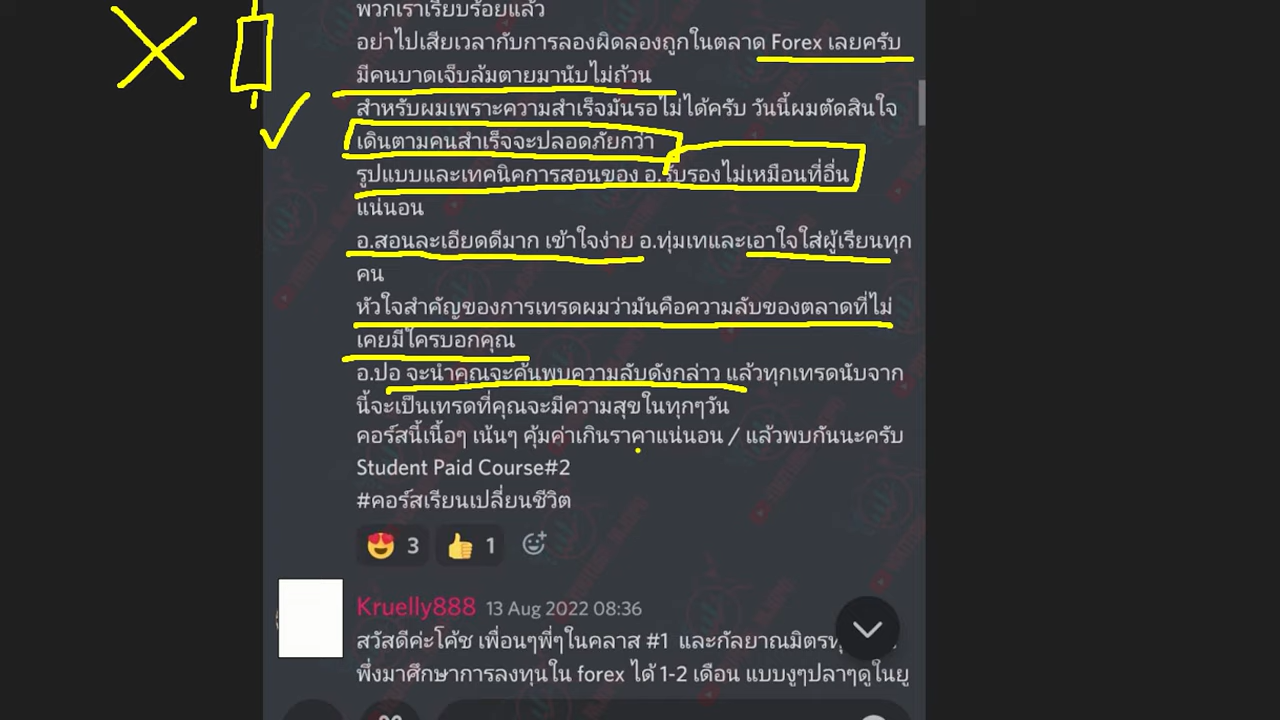 พวกเราเรียบร้อยแล้ว
อย่าไปเสียเวลากับการลองผิดลองถูกในตลาด Forex เลยครับ
มีคนบาดเจ็บล้มตายมานับไม่ถ้วน
สำหรับผมเพราะความสำเร็จมันรอไม่ได้ครับ วันนี้ผมตัดสินใจ
เดินตามคนสำเร็จจะปลอดภัยกว่า
รูปแบบและเทคนิคการสอนของ อ.รับรองไม่เหมือนที่อื่น
แน่นอน
อ.สอนละเอียดดีมาก เข้าใจง่าย อ.ทุ่มเทและเอาใจใส่ผู้เรียนทุก
คน
หัวใจสำคัญของการเทรดผมว่ามันคือความลับของตลาดที่ไม่
เคยมีใครบอกคุณ
อ.ปอ จะนำคุณจะค้นพบความลับดังกล่าว แล้วทุกเทรดนับจาก
นี้จะเป็นเทรดที่คุณจะมีความสุขในทุกๆวัน
คอร์สนี้เนื้อๆ เน้นๆ คุ้มค่าเกินราคาแน่นอน / แล้วพบกันนะครับ
Student Paid Course#2
#คอร์สเรียนเปลี่ยนชีวิต
3 1
Kruelly888 13 Aug 2022 08:36
สวัสดีค่ะโค้ช เพื่อนๆพี่ๆในคลาส #1 และกัลยาณมิตร
พึ่งมาศึกษาการลงทุนใน forex ได้ 1-2 เดือน แบบงูๆปลาๆดูในยู